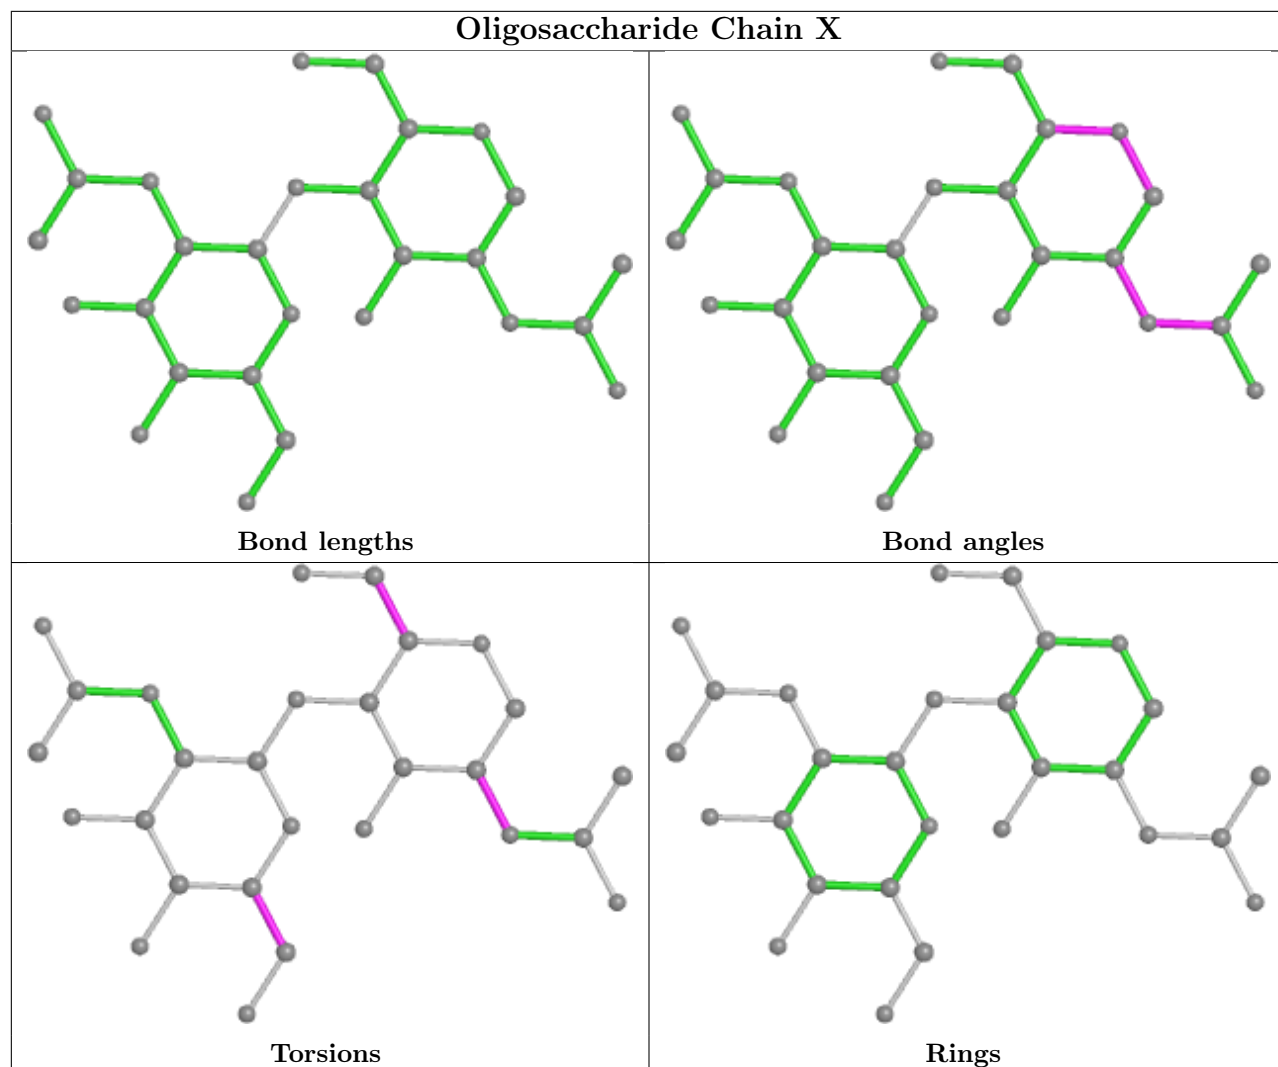 Oligosaccharide Chain X
Bond lengths
Bond angles
Torsions
Rings